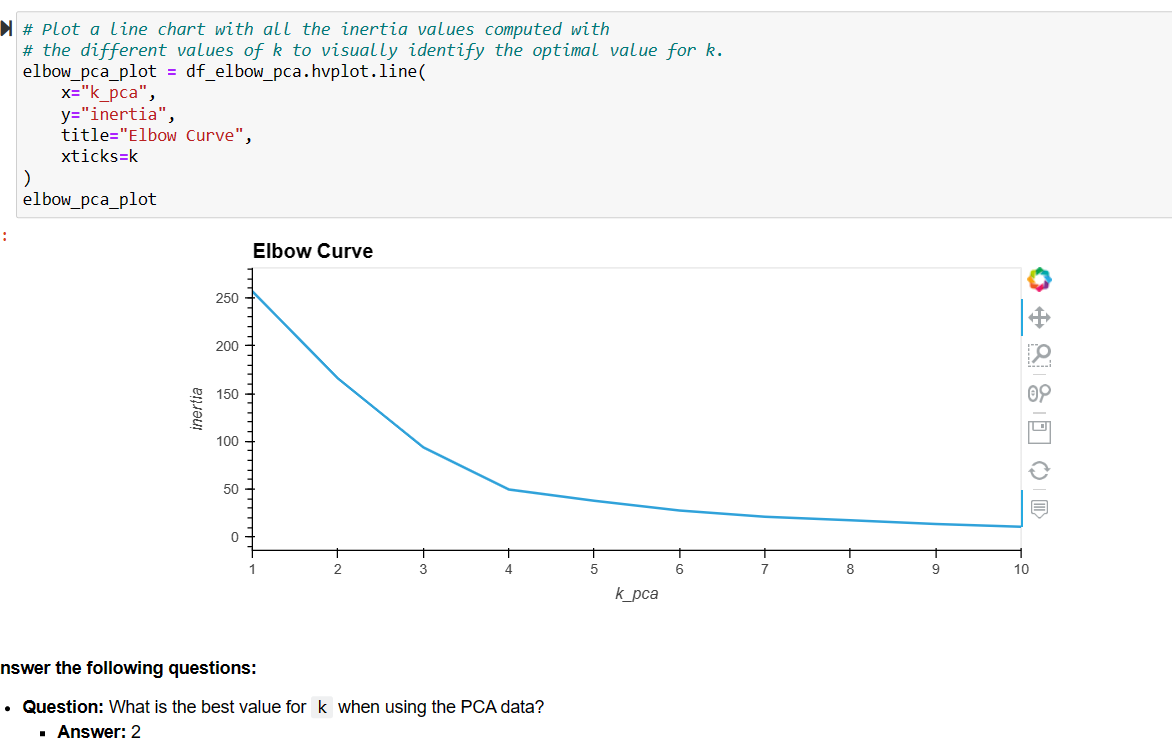 # Plot a line chart with all the inertia values computed with
# the different values of k to visually identify the optimal value for k.
elbow_pca_plot = df_elbow_pca.hvplot.line(
    x="k_pca",
    y="inertia",
    title="Elbow Curve",
    xticks=k
)
elbow_pca_plot
:
Elbow Curve
250
200
150
100
50
0
inertia
1 2 3 4 5 6 7 8 9 10
k_pca
nswer the following questions:
• Question: What is the best value for k when using the PCA data?
▪ Answer: 2